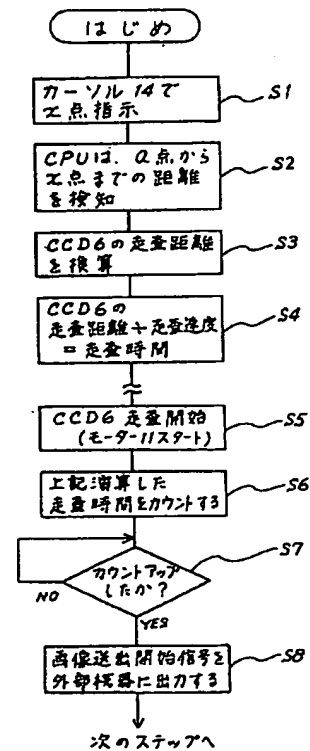 はじめ
カーソル14で
x点指示
S1
CPUは、a点から
x点までの距離
を検知
S2
CCD6の走査距離
を換算
S3
CCD6の
走査距離÷走査速度
=走査時間
S4
CCD6走査開始
(モーター11スタート)
S5
上記演算した
走査時間をカウントする
S6
カウントアップ
したか?
S7
NO
YES
画像送出開始信号を
外部機器に出力する
S8
次のステップへ